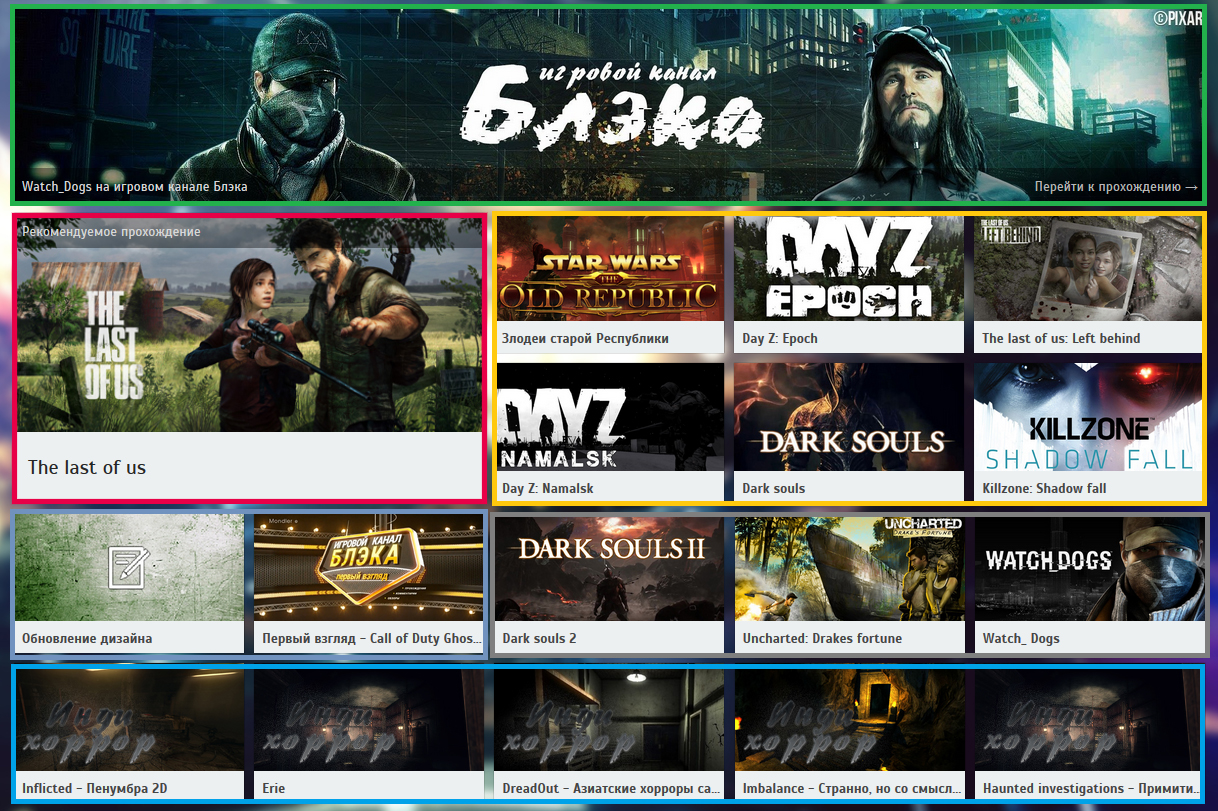 ©PIXAR
игровой канал
Блэка
Watch_Dogs на игровом канале Блэка
Перейти к прохождению →
Рекомендуемое прохождение
THE
LAST
OF US
The last of us
STAR WARS
THE
OLD REPUBLIC
Злодеи старой Республики
DAYZ
EPOCH
Day Z: Epoch
THE LAST OF US
LEFT BEHIND
The last of us: Left behind
DAYZ
NAMALSK
Day Z: Namalsk
DARK SOULS
Dark souls
KILLZONE
SHADOW FALL
Killzone: Shadow fall
Обновление дизайна
ИГРОВОЙ КАНАЛ
БЛЭКА
первый взгляд
Первый взгляд - Call of Duty Ghos...
DARK SOULS II
Dark souls 2
UNCHARTED
DRAKE'S FORTUNE
Uncharted: Drakes fortune
WATCH_DOGS
Watch_ Dogs
Инди
хоррор
Inflicted - Пенумбра 2D
Инди
хоррор
Erie
Инди
хоррор
DreadOut - Азиатские хорроры са...
Инди
хоррор
Imbalance - Странно, но со смысл...
Инди
хоррор
Haunted investigations - Примити...